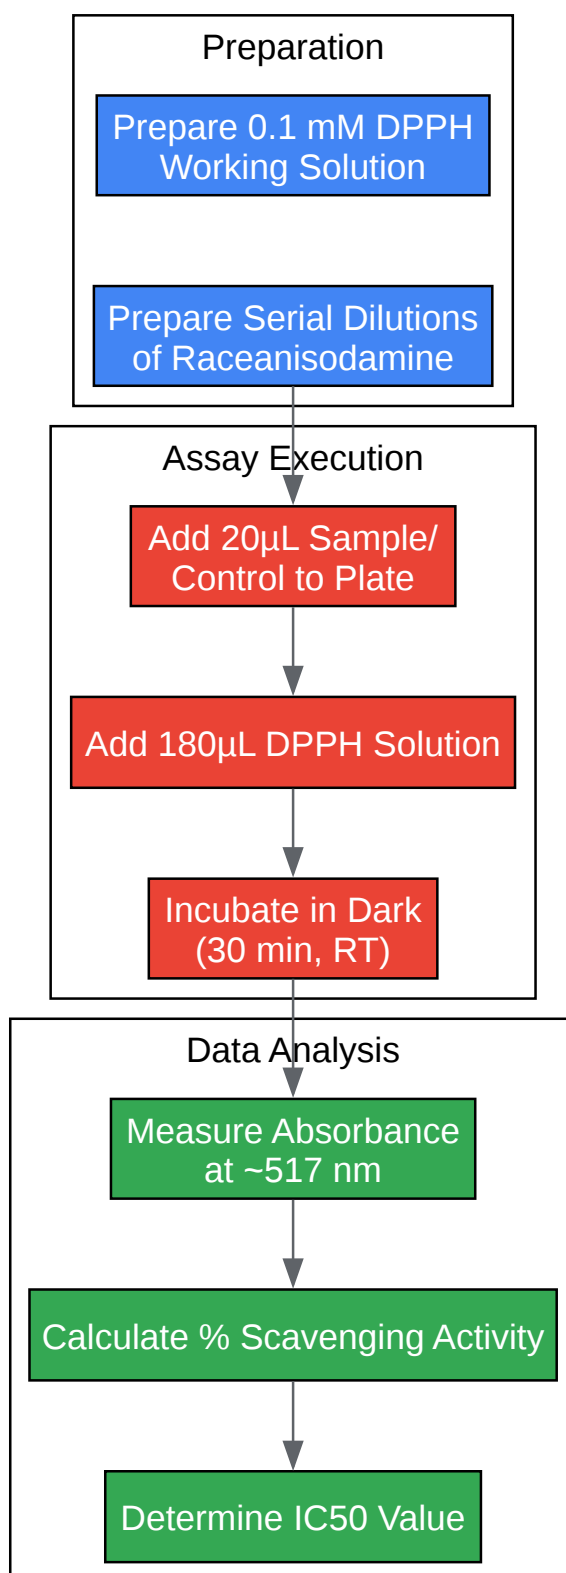 Preparation
Prepare 0.1 mM DPPH
Working Solution
Prepare Serial Dilutions
of Raceanisodamine
Assay Execution
Add 20µL Sample/
Control to Plate
Add 180µL DPPH Solution
Incubate in Dark
(30 min, RT)
Data Analysis
Measure Absorbance
at ~517 nm
Calculate % Scavenging Activity
Determine IC50 Value